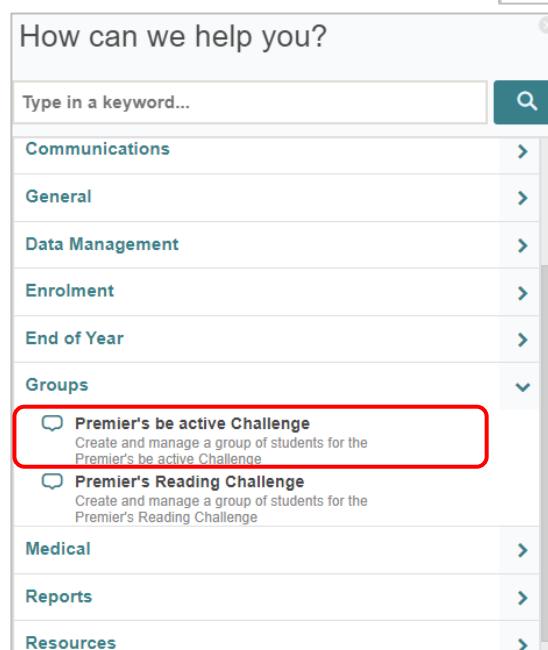 How can we help you?
Type in a keyword...
Communications
General
Data Management
Enrolment
End of Year
Groups
Premier's be active Challenge
Create and manage a group of students for the
Premier's be active Challenge
Premier's Reading Challenge
Create and manage a group of students for the
Premier's Reading Challenge
Medical
Reports
Resources